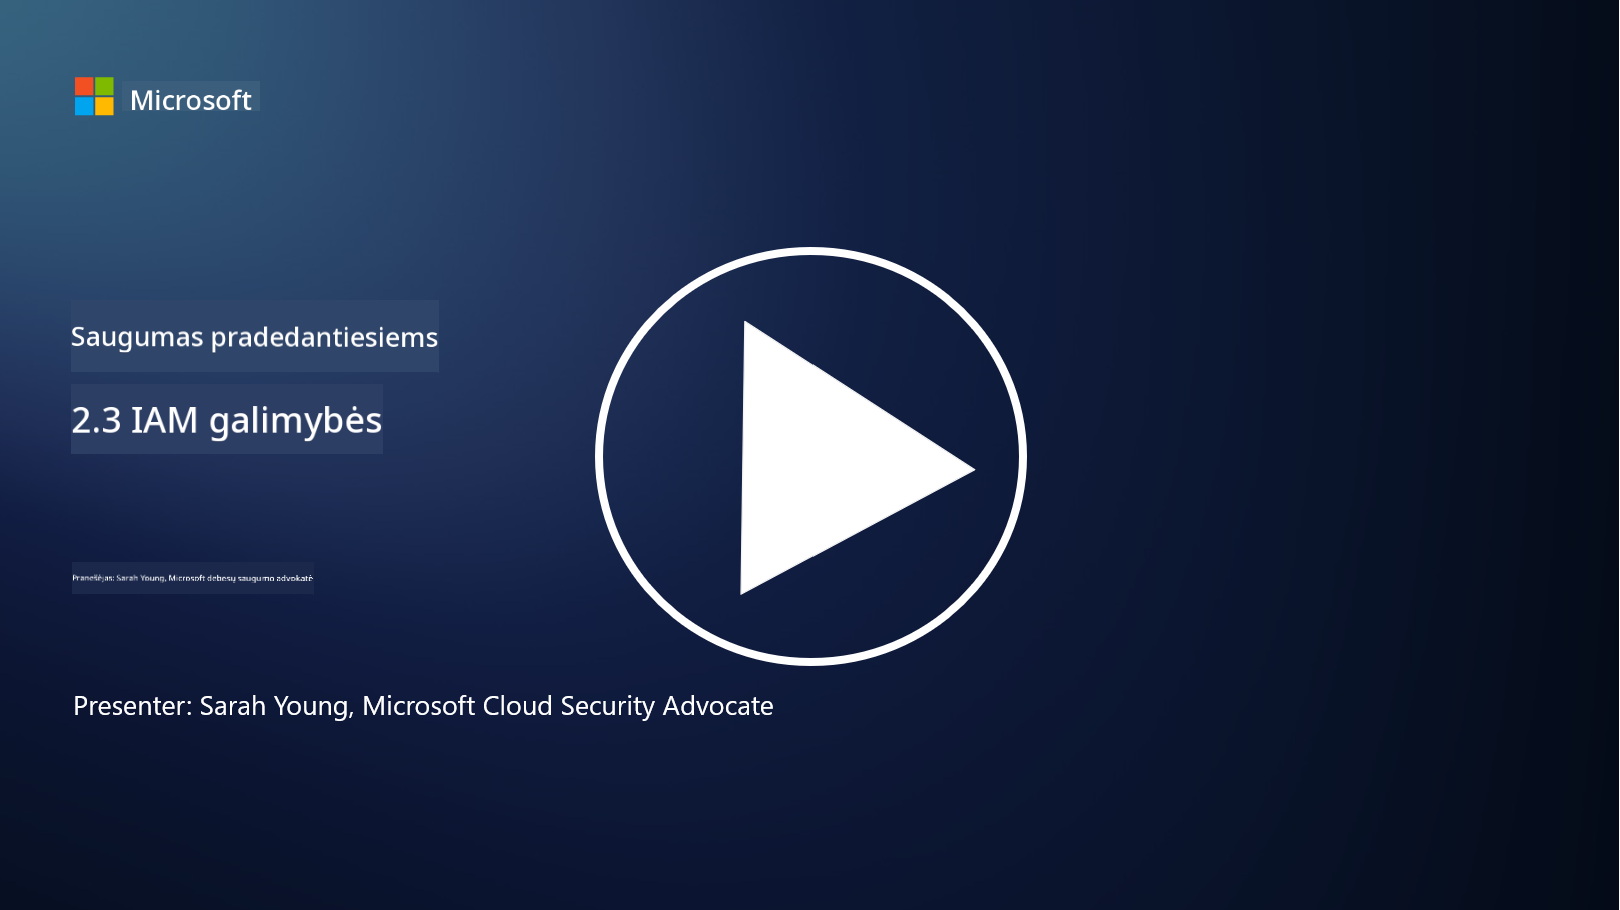 Microsoft
Saugumas pradedantiesiems
2.3 IAM galimybės
Pranešėjas: Sarah Young, Microsoft debesų saugumo advokatė
Presenter: Sarah Young, Microsoft Cloud Security Advocate